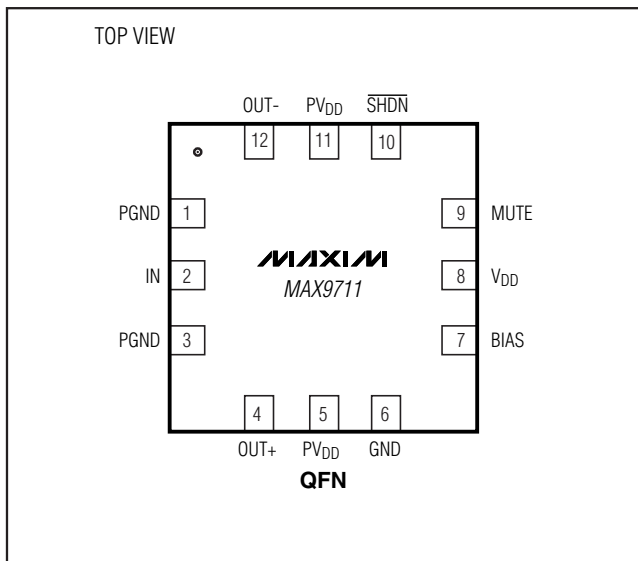 TOP VIEW
OUT- PVDD S̅H̅D̅N̅
12 11 10
PGND 1 9 MUTE
MAXIM
IN 2 8 VDD
MAX9711
PGND 3 7 BIAS
4 5 6
OUT+ PVDD GND
QFN